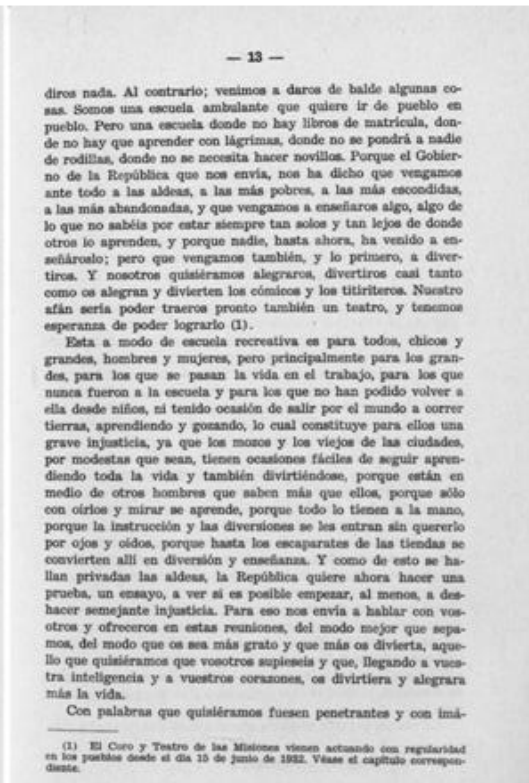 — 13 —
diros nada. Al contrario; venimos a daros de balde algunas co-
sas. Somos una escuela ambulante que quiere ir de pueblo en
pueblo. Pero una escuela donde no hay libros de matrícula, don-
de no hay que aprender con lágrimas, donde no se pondrá a nadie
de rodillas, donde no se necesita hacer novillos. Porque el Gobier-
no de la República que nos envía, nos ha dicho que vengamos
ante todo a las aldeas, a las más pobres, a las más escondidas,
a las más abandonadas, y que vengamos a enseñaros algo, algo de
lo que no sabéis por estar siempre tan solos y tan lejos de donde
otros lo aprenden, y porque nadie, hasta ahora, ha venido a en-
señároslo; pero que vengamos también, y lo primero, a diver-
tiros. Y nosotros quisiéramos alegraros, divertiros casi tanto
como os alegran y divierten los cómicos y los titiriteros. Nuestro
afán sería poder traeros pronto también un teatro, y tenemos
esperanza de poder lograrlo (1).
Esta a modo de escuela recreativa es para todos, chicos y
grandes, hombres y mujeres, pero principalmente para los gran-
des, para los que se pasan la vida en el trabajo, para los que
nunca fueron a la escuela y para los que no han podido volver a
ella desde niños, ni tenido ocasión de salir por el mundo a correr
tierras, aprendiendo y gozando, lo cual constituye para ellos una
grave injusticia, ya que los mozos y los viejos de las ciudades,
por modestas que sean, tienen ocasiones fáciles de seguir apren-
diendo toda la vida y también divirtiéndose, porque están en
medio de otros hombres que saben más que ellos, porque sólo
con oírlos y mirar se aprende, porque todo lo tienen a la mano,
porque la instrucción y las diversiones se les entran sin quererlo
por ojos y oídos, porque hasta los escaparates de las tiendas se
convierten allí en diversión y enseñanza. Y como de esto se ha-
llan privadas las aldeas, la República quiere ahora hacer una
prueba, un ensayo, a ver si es posible empezar, al menos, a des-
hacer semejante injusticia. Para eso nos envía a hablar con vos-
otros y ofreceros en estas reuniones, del modo mejor que sepa-
mos, del modo que os sea más grato y que más os divierta, aque-
llo que quisiéramos que vosotros supieseis y que, llegando a vues-
tra inteligencia y a vuestros corazones, os divirtiera y alegrara
más la vida.
Con palabras que quisiéramos fuesen penetrantes y con imá-
(1) El Coro y Teatro de las Misiones vienen actuando con regularidad
en los pueblos desde el día 15 de junio de 1932. Véase el capítulo correspon-
diente.